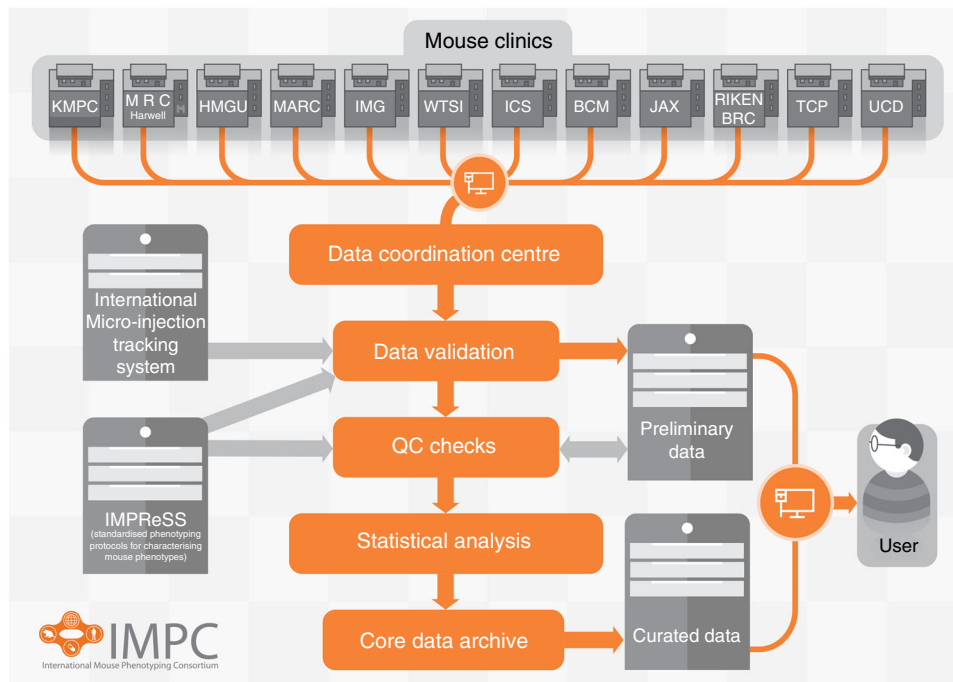 Mouse clinics
KMPC
M R C
Harwell
HMGU
MARC
IMG
WTSI
ICS
BCM
JAX
RIKEN
BRC
TCP
UCD
Data coordination centre
International
Micro-injection
tracking
system
Data validation
QC checks
Preliminary
data
IMPReSS
(standardised phenotyping
protocols for characterising
mouse phenotypes)
Statistical analysis
User
Core data archive
Curated data
IMPC
International Mouse Phenotyping Consortium